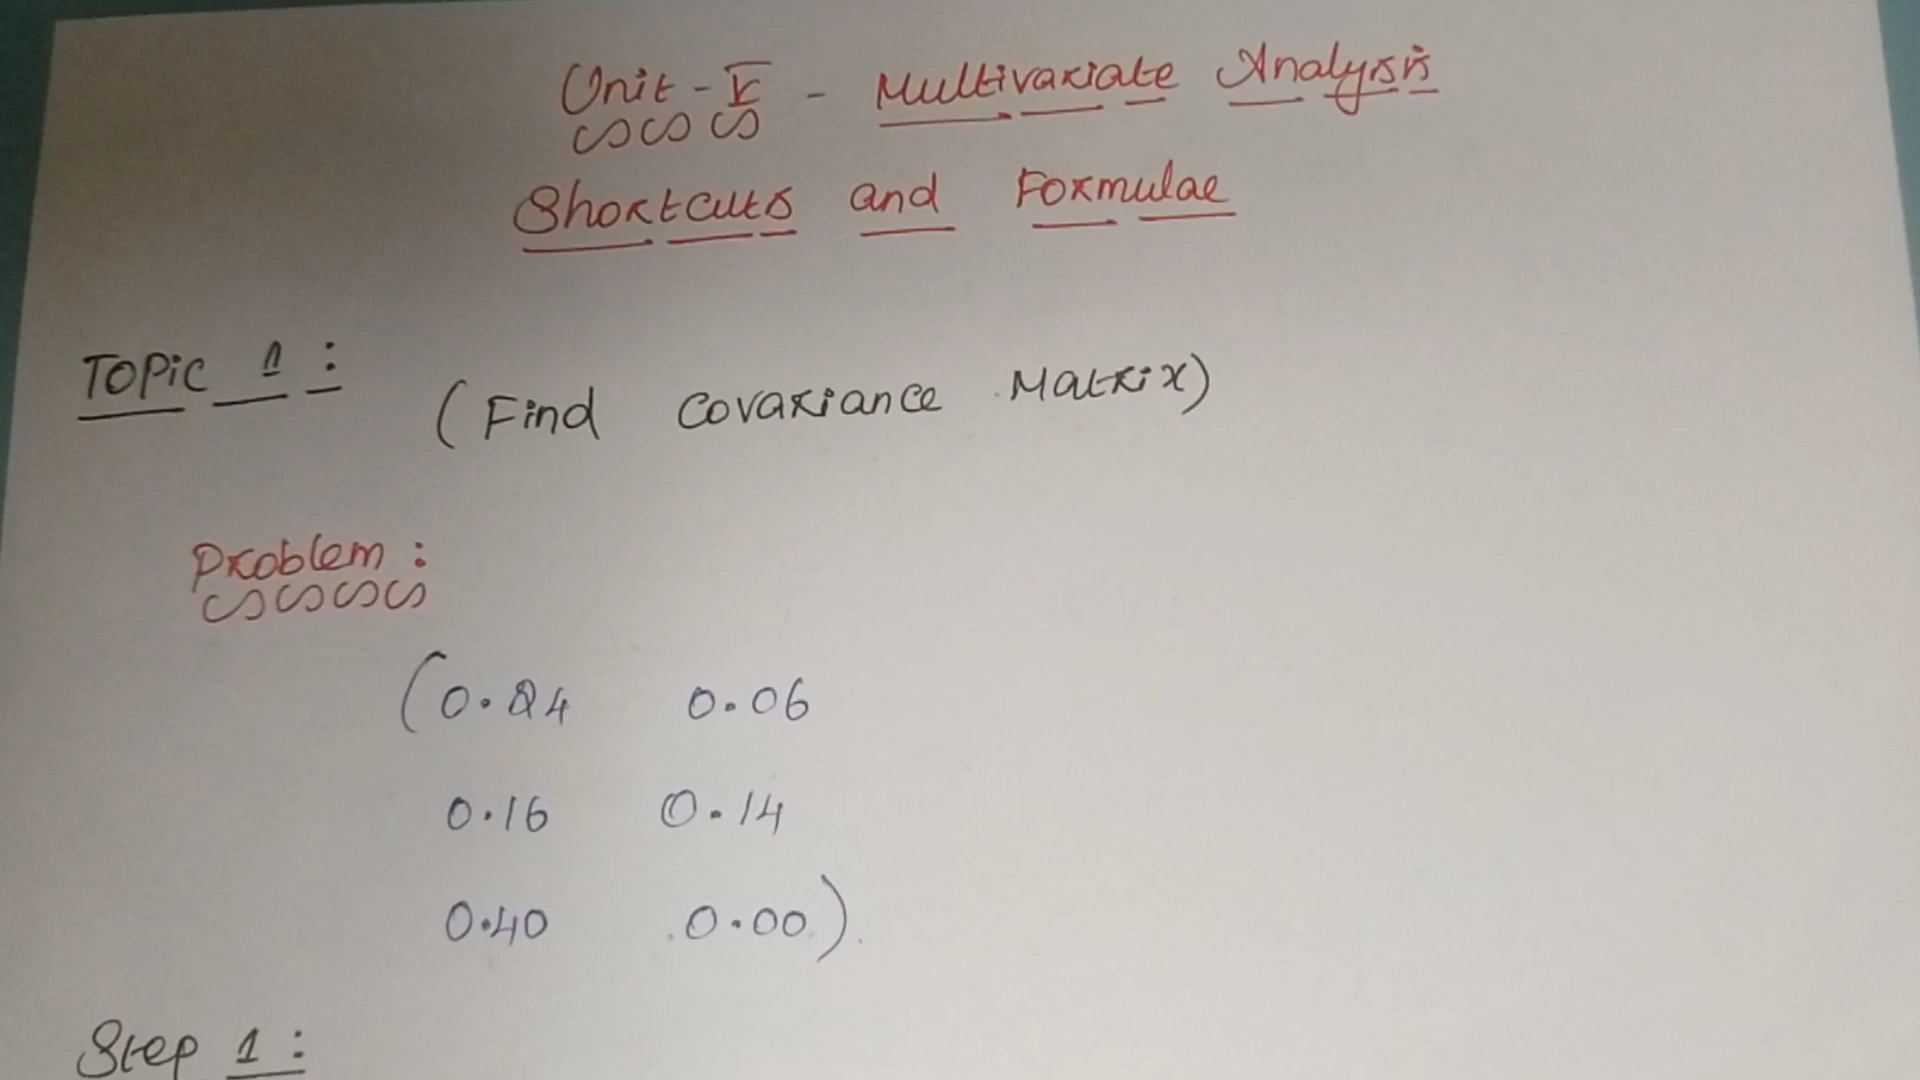 Unit - V - Multivariate Analysis
Shortcuts and Formulae
Topic 1 :
(Find Covariance Matrix)
Problem :
(0.24 0.06
0.16 0.14
0.40 0.00)
Step 1 :